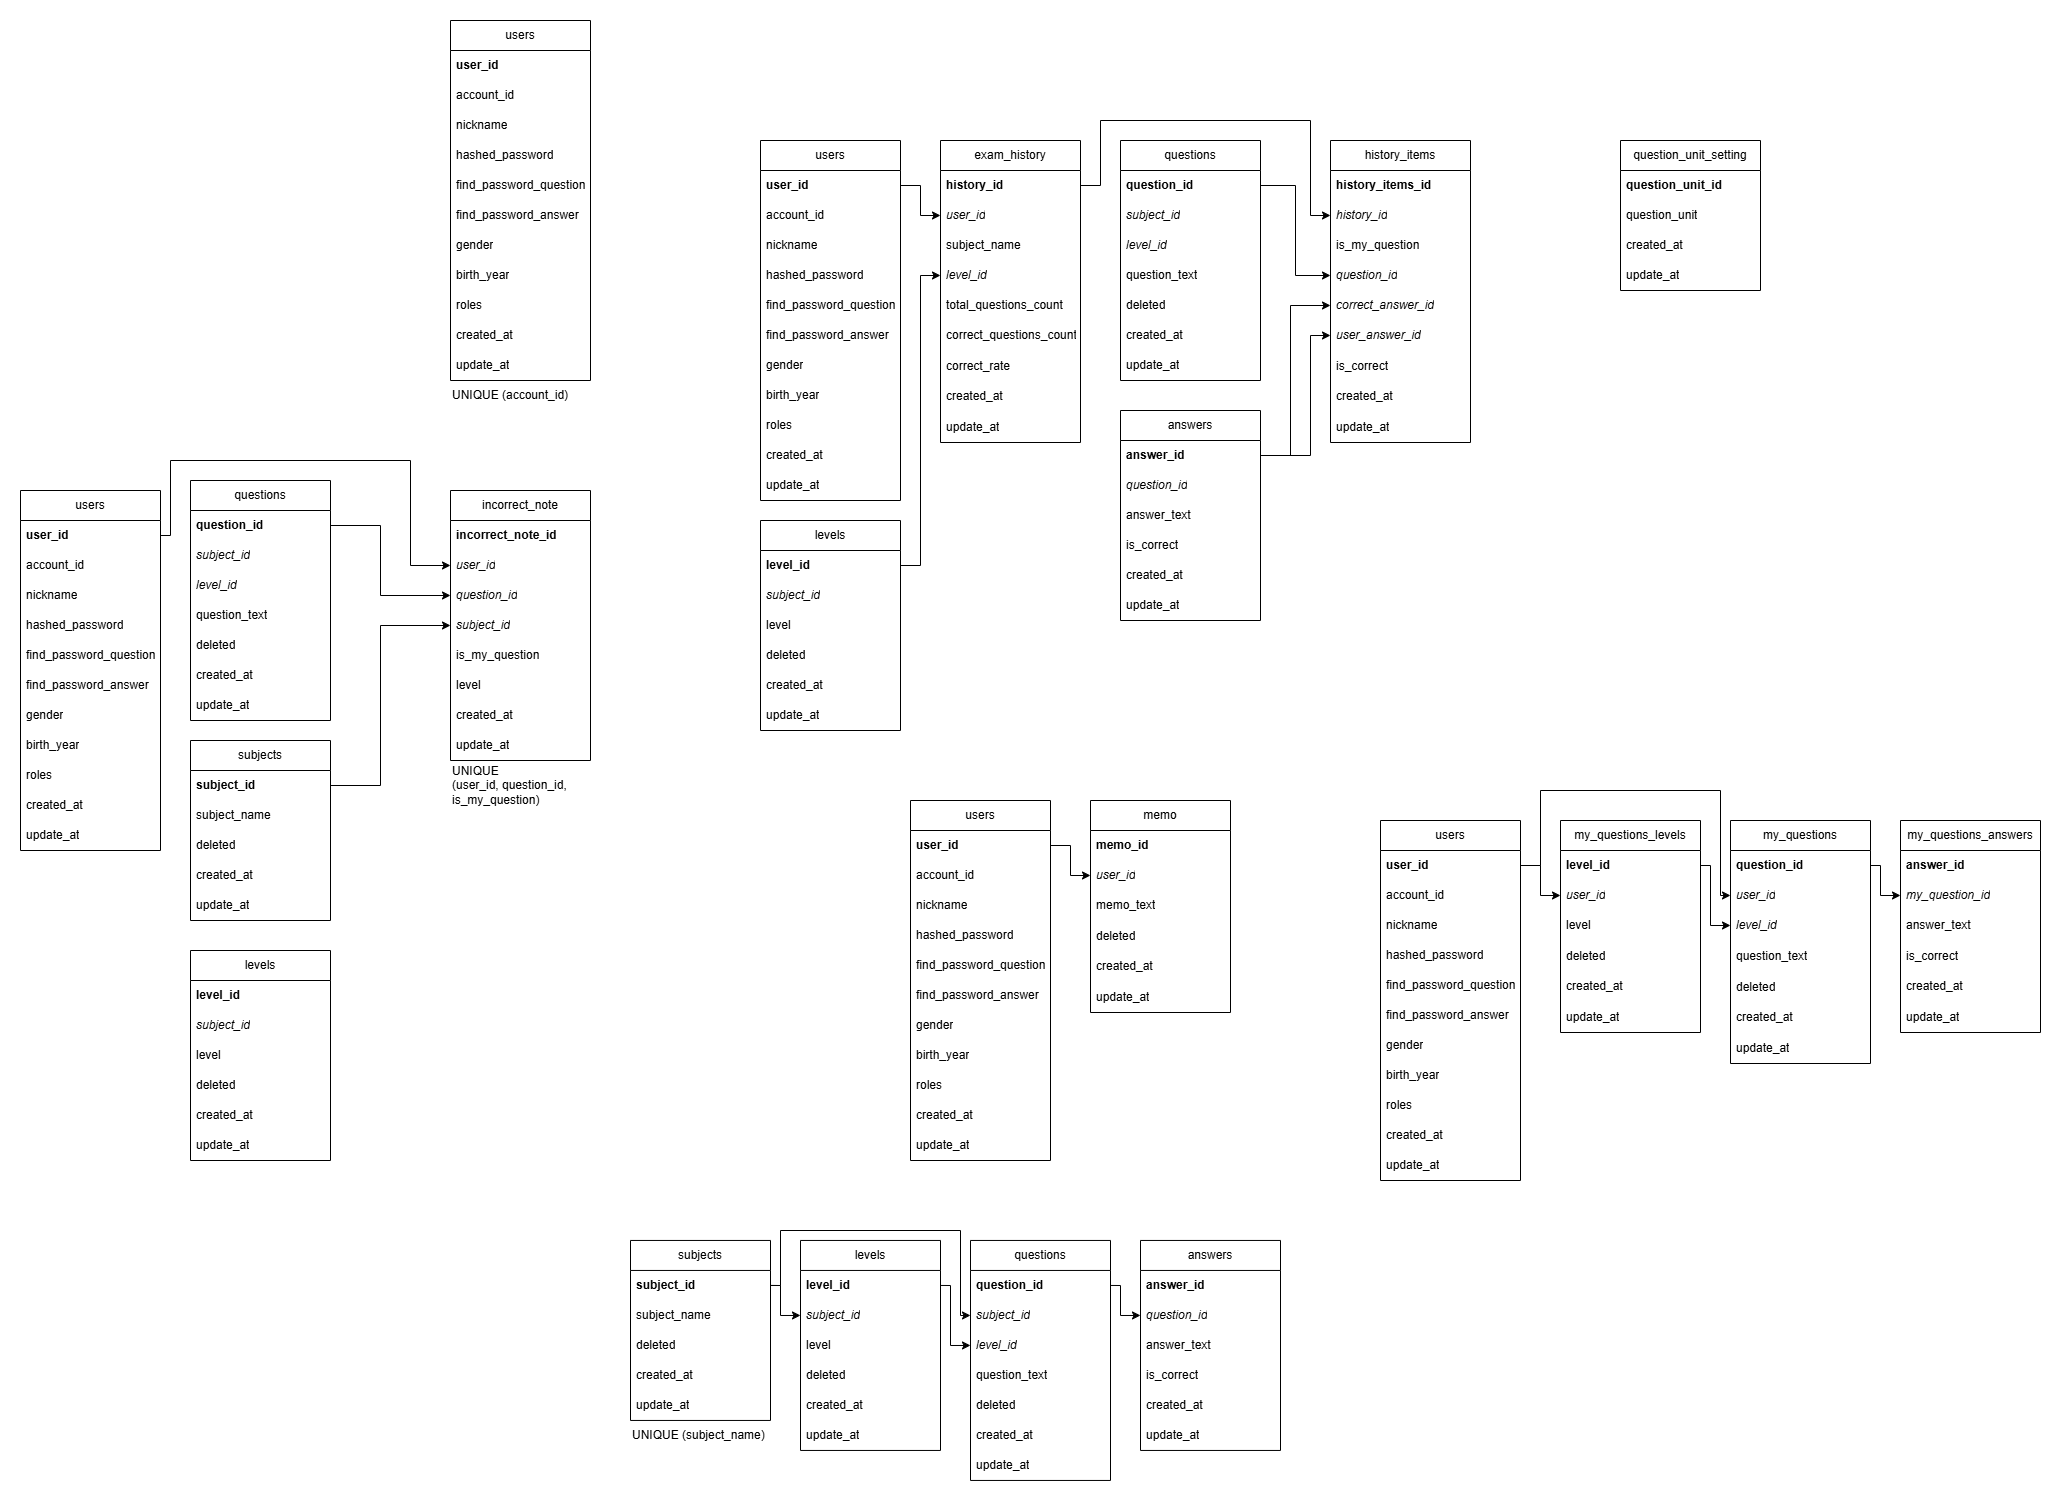 users
user_id
account_id
nickname
hashed_password
find_password_question
find_password_answer
gender
birth_year
roles
created_at
update_at
UNIQUE (account_id)
users
user_id
account_id
nickname
hashed_password
find_password_question
find_password_answer
gender
birth_year
roles
created_at
update_at
levels
level_id
subject_id
level
deleted
created_at
update_at
exam_history
history_id
user_id
subject_name
level_id
total_questions_count
correct_questions_count
correct_rate
created_at
update_at
questions
question_id
subject_id
level_id
question_text
deleted
created_at
update_at
answers
answer_id
question_id
answer_text
is_correct
created_at
update_at
history_items
history_items_id
history_id
is_my_question
question_id
correct_answer_id
user_answer_id
is_correct
created_at
update_at
question_unit_setting
question_unit_id
question_unit
created_at
update_at
users
user_id
account_id
nickname
hashed_password
find_password_question
find_password_answer
gender
birth_year
roles
created_at
update_at
questions
question_id
subject_id
level_id
question_text
deleted
created_at
update_at
subjects
subject_id
subject_name
deleted
created_at
update_at
levels
level_id
subject_id
level
deleted
created_at
update_at
incorrect_note
incorrect_note_id
user_id
question_id
subject_id
is_my_question
level
created_at
update_at
UNIQUE
(user_id, question_id,
is_my_question)
users
user_id
account_id
nickname
hashed_password
find_password_question
find_password_answer
gender
birth_year
roles
created_at
update_at
memo
memo_id
user_id
memo_text
deleted
created_at
update_at
users
user_id
account_id
nickname
hashed_password
find_password_question
find_password_answer
gender
birth_year
roles
created_at
update_at
my_questions_levels
level_id
user_id
level
deleted
created_at
update_at
my_questions
question_id
user_id
level_id
question_text
deleted
created_at
update_at
my_questions_answers
answer_id
my_question_id
answer_text
is_correct
created_at
update_at
subjects
subject_id
subject_name
deleted
created_at
update_at
UNIQUE (subject_name)
levels
level_id
subject_id
level
deleted
created_at
update_at
questions
question_id
subject_id
level_id
question_text
deleted
created_at
update_at
answers
answer_id
question_id
answer_text
is_correct
created_at
update_at